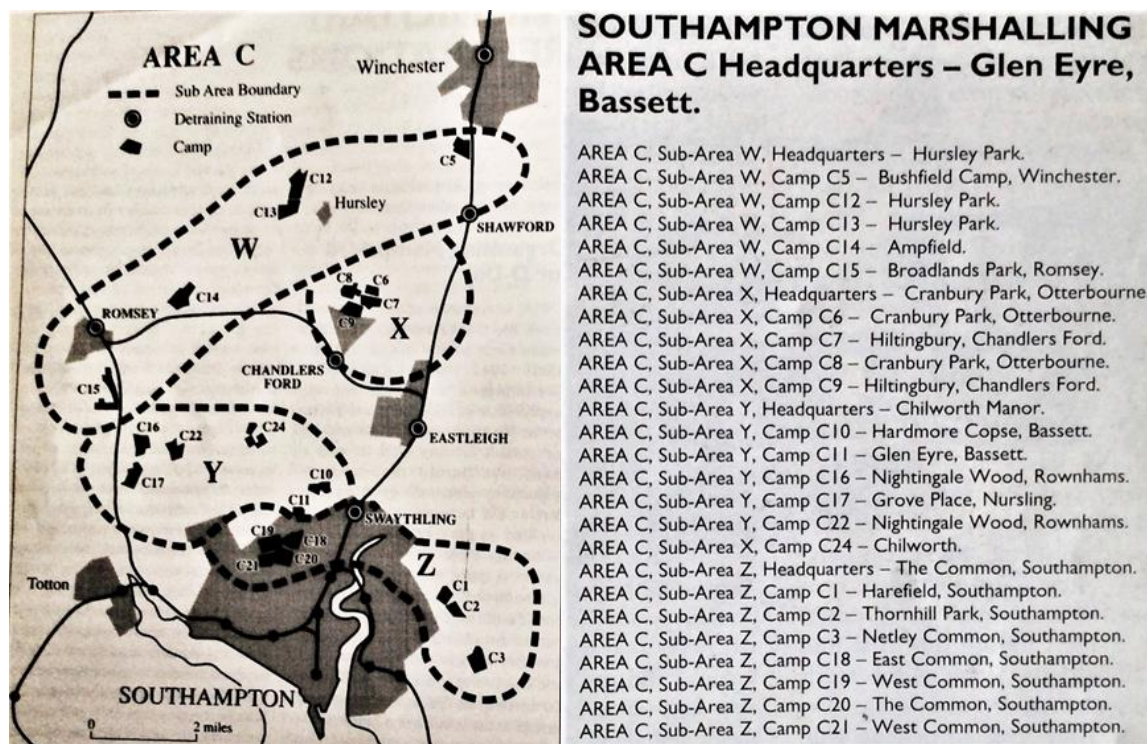 AREA C
Sub Area Boundary
Detraining Station
Camp
Winchester
C5
C12
C13
Hursley
SHAWFORD
W
C8
C6
C7
C9
X
C14
ROMSEY
CHANDLERS
FORD
C15
EASTLEIGH
C16
C22
C24
C17
Y
C10
C11
SWAYTHLING
C19
C18
C21
C20
Z
Totton
C1
C2
C3
SOUTHAMPTON
0
2 miles
SOUTHAMPTON MARSHALLING
AREA C Headquarters – Glen Eyre,
Bassett.
AREA C, Sub-Area W, Headquarters – Hursley Park.
AREA C, Sub-Area W, Camp C5 – Bushfield Camp, Winchester.
AREA C, Sub-Area W, Camp C12 – Hursley Park.
AREA C, Sub-Area W, Camp C13 – Hursley Park.
AREA C, Sub-Area W, Camp C14 – Ampfield.
AREA C, Sub-Area W, Camp C15 – Broadlands Park, Romsey.
AREA C, Sub-Area X, Headquarters – Cranbury Park, Otterbourne
AREA C, Sub-Area X, Camp C6 – Cranbury Park, Otterbourne.
AREA C, Sub-Area X, Camp C7 – Hiltingbury, Chandlers Ford.
AREA C, Sub-Area X, Camp C8 – Cranbury Park, Otterbourne.
AREA C, Sub-Area X, Camp C9 – Hiltingbury, Chandlers Ford.
AREA C, Sub-Area Y, Headquarters – Chilworth Manor.
AREA C, Sub-Area Y, Camp C10 – Hardmore Copse, Bassett.
AREA C, Sub-Area Y, Camp C11 – Glen Eyre, Bassett.
AREA C, Sub-Area Y, Camp C16 – Nightingale Wood, Rownhams.
AREA C, Sub-Area Y, Camp C17 – Grove Place, Nursling.
AREA C, Sub-Area Y, Camp C22 – Nightingale Wood, Rownhams.
AREA C, Sub-Area X, Camp C24 – Chilworth.
AREA C, Sub-Area Z, Headquarters – The Common, Southampton.
AREA C, Sub-Area Z, Camp C1 – Harefield, Southampton.
AREA C, Sub-Area Z, Camp C2 – Thornhill Park, Southampton.
AREA C, Sub-Area Z, Camp C3 – Netley Common, Southampton.
AREA C, Sub-Area Z, Camp C18 – East Common, Southampton.
AREA C, Sub-Area Z, Camp C19 – West Common, Southampton.
AREA C, Sub-Area Z, Camp C20 – The Common, Southampton.
AREA C, Sub-Area Z, Camp C21 – West Common, Southampton.